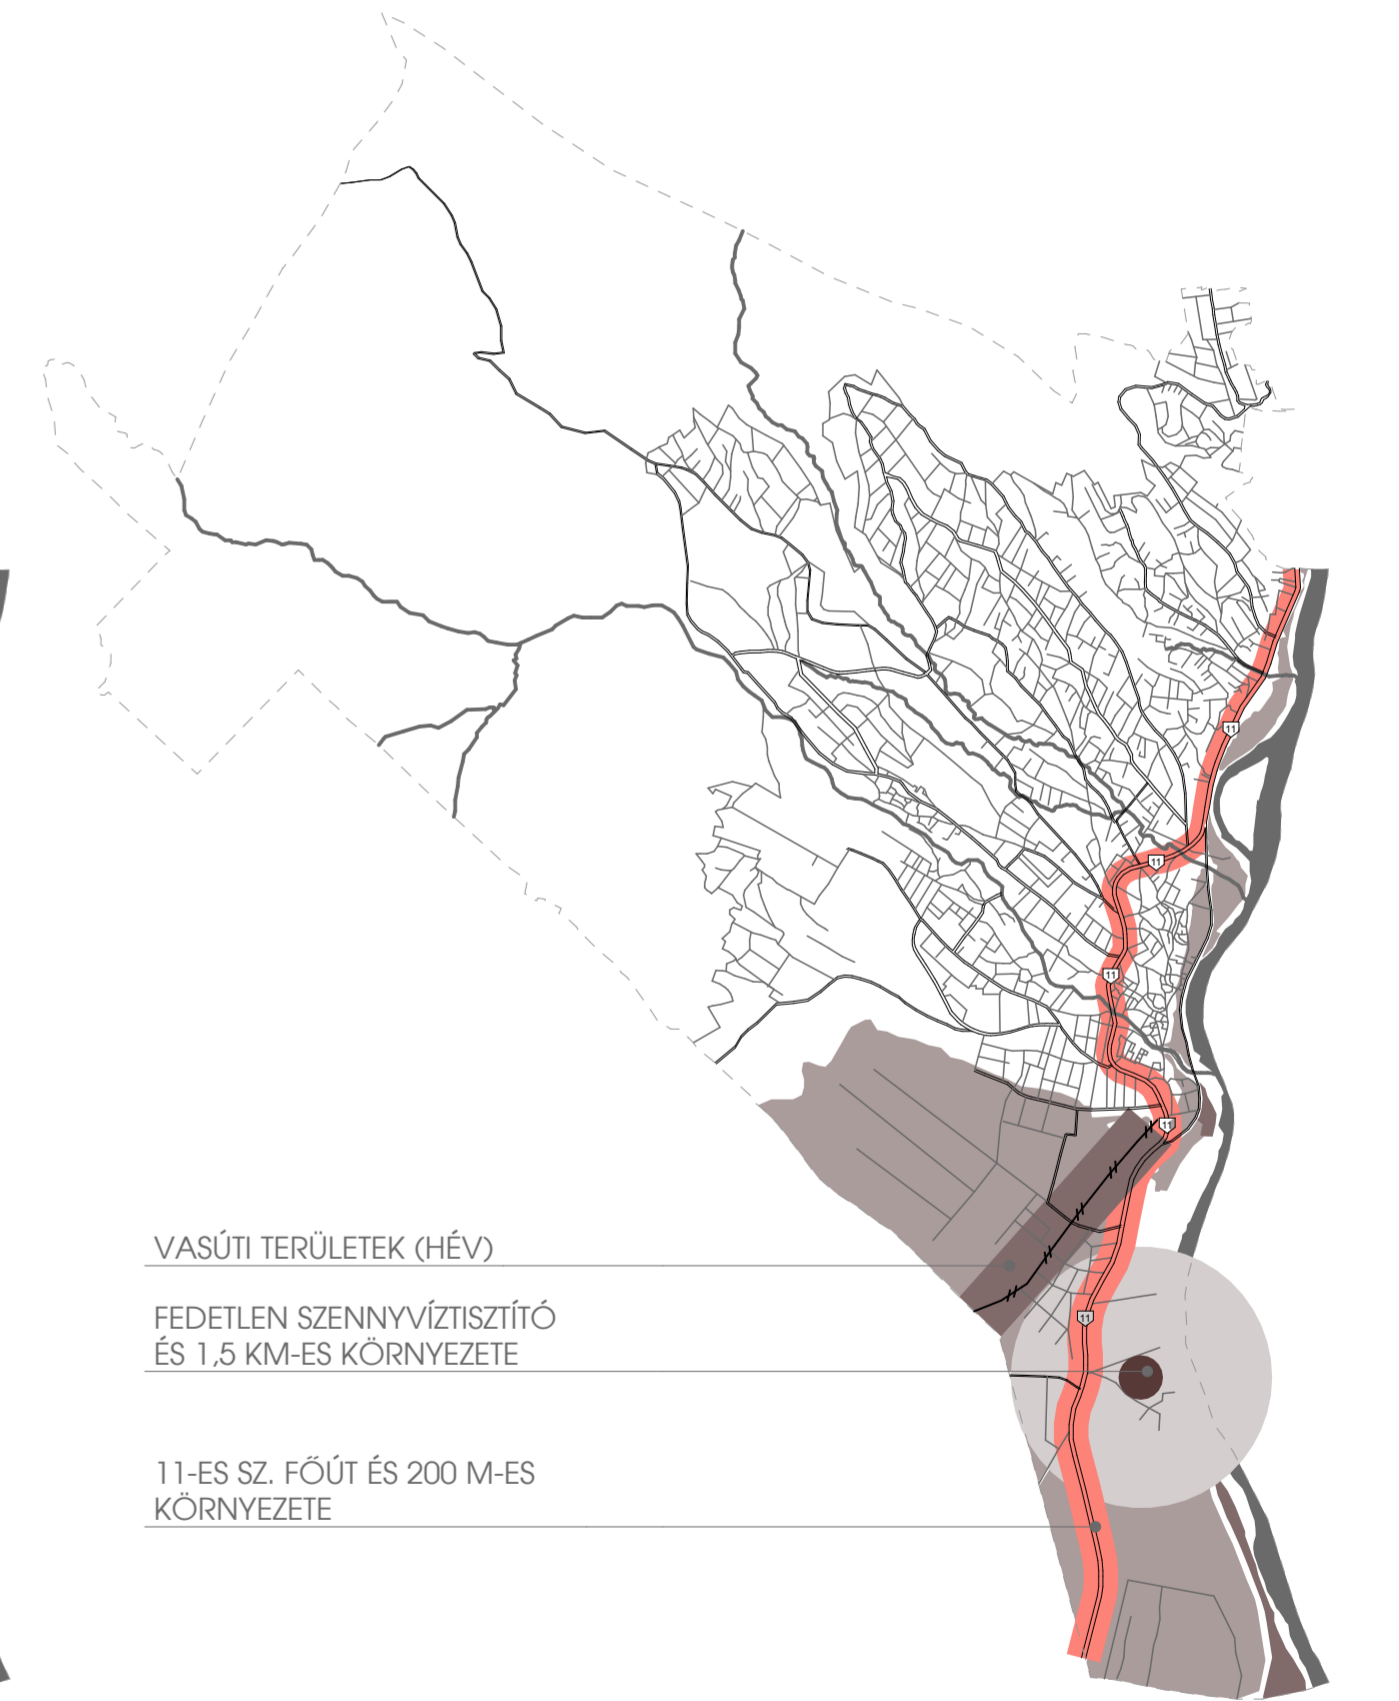 11
11
11
11
VASÚTI TERÜLETEK (HÉV)
FEDETLEN SZENNYVÍZTISZTÍTÓ
ÉS 1,5 KM-ES KÖRNYEZETE
11
11-ES SZ. FŐÚT ÉS 200 M-ES
KÖRNYEZETE